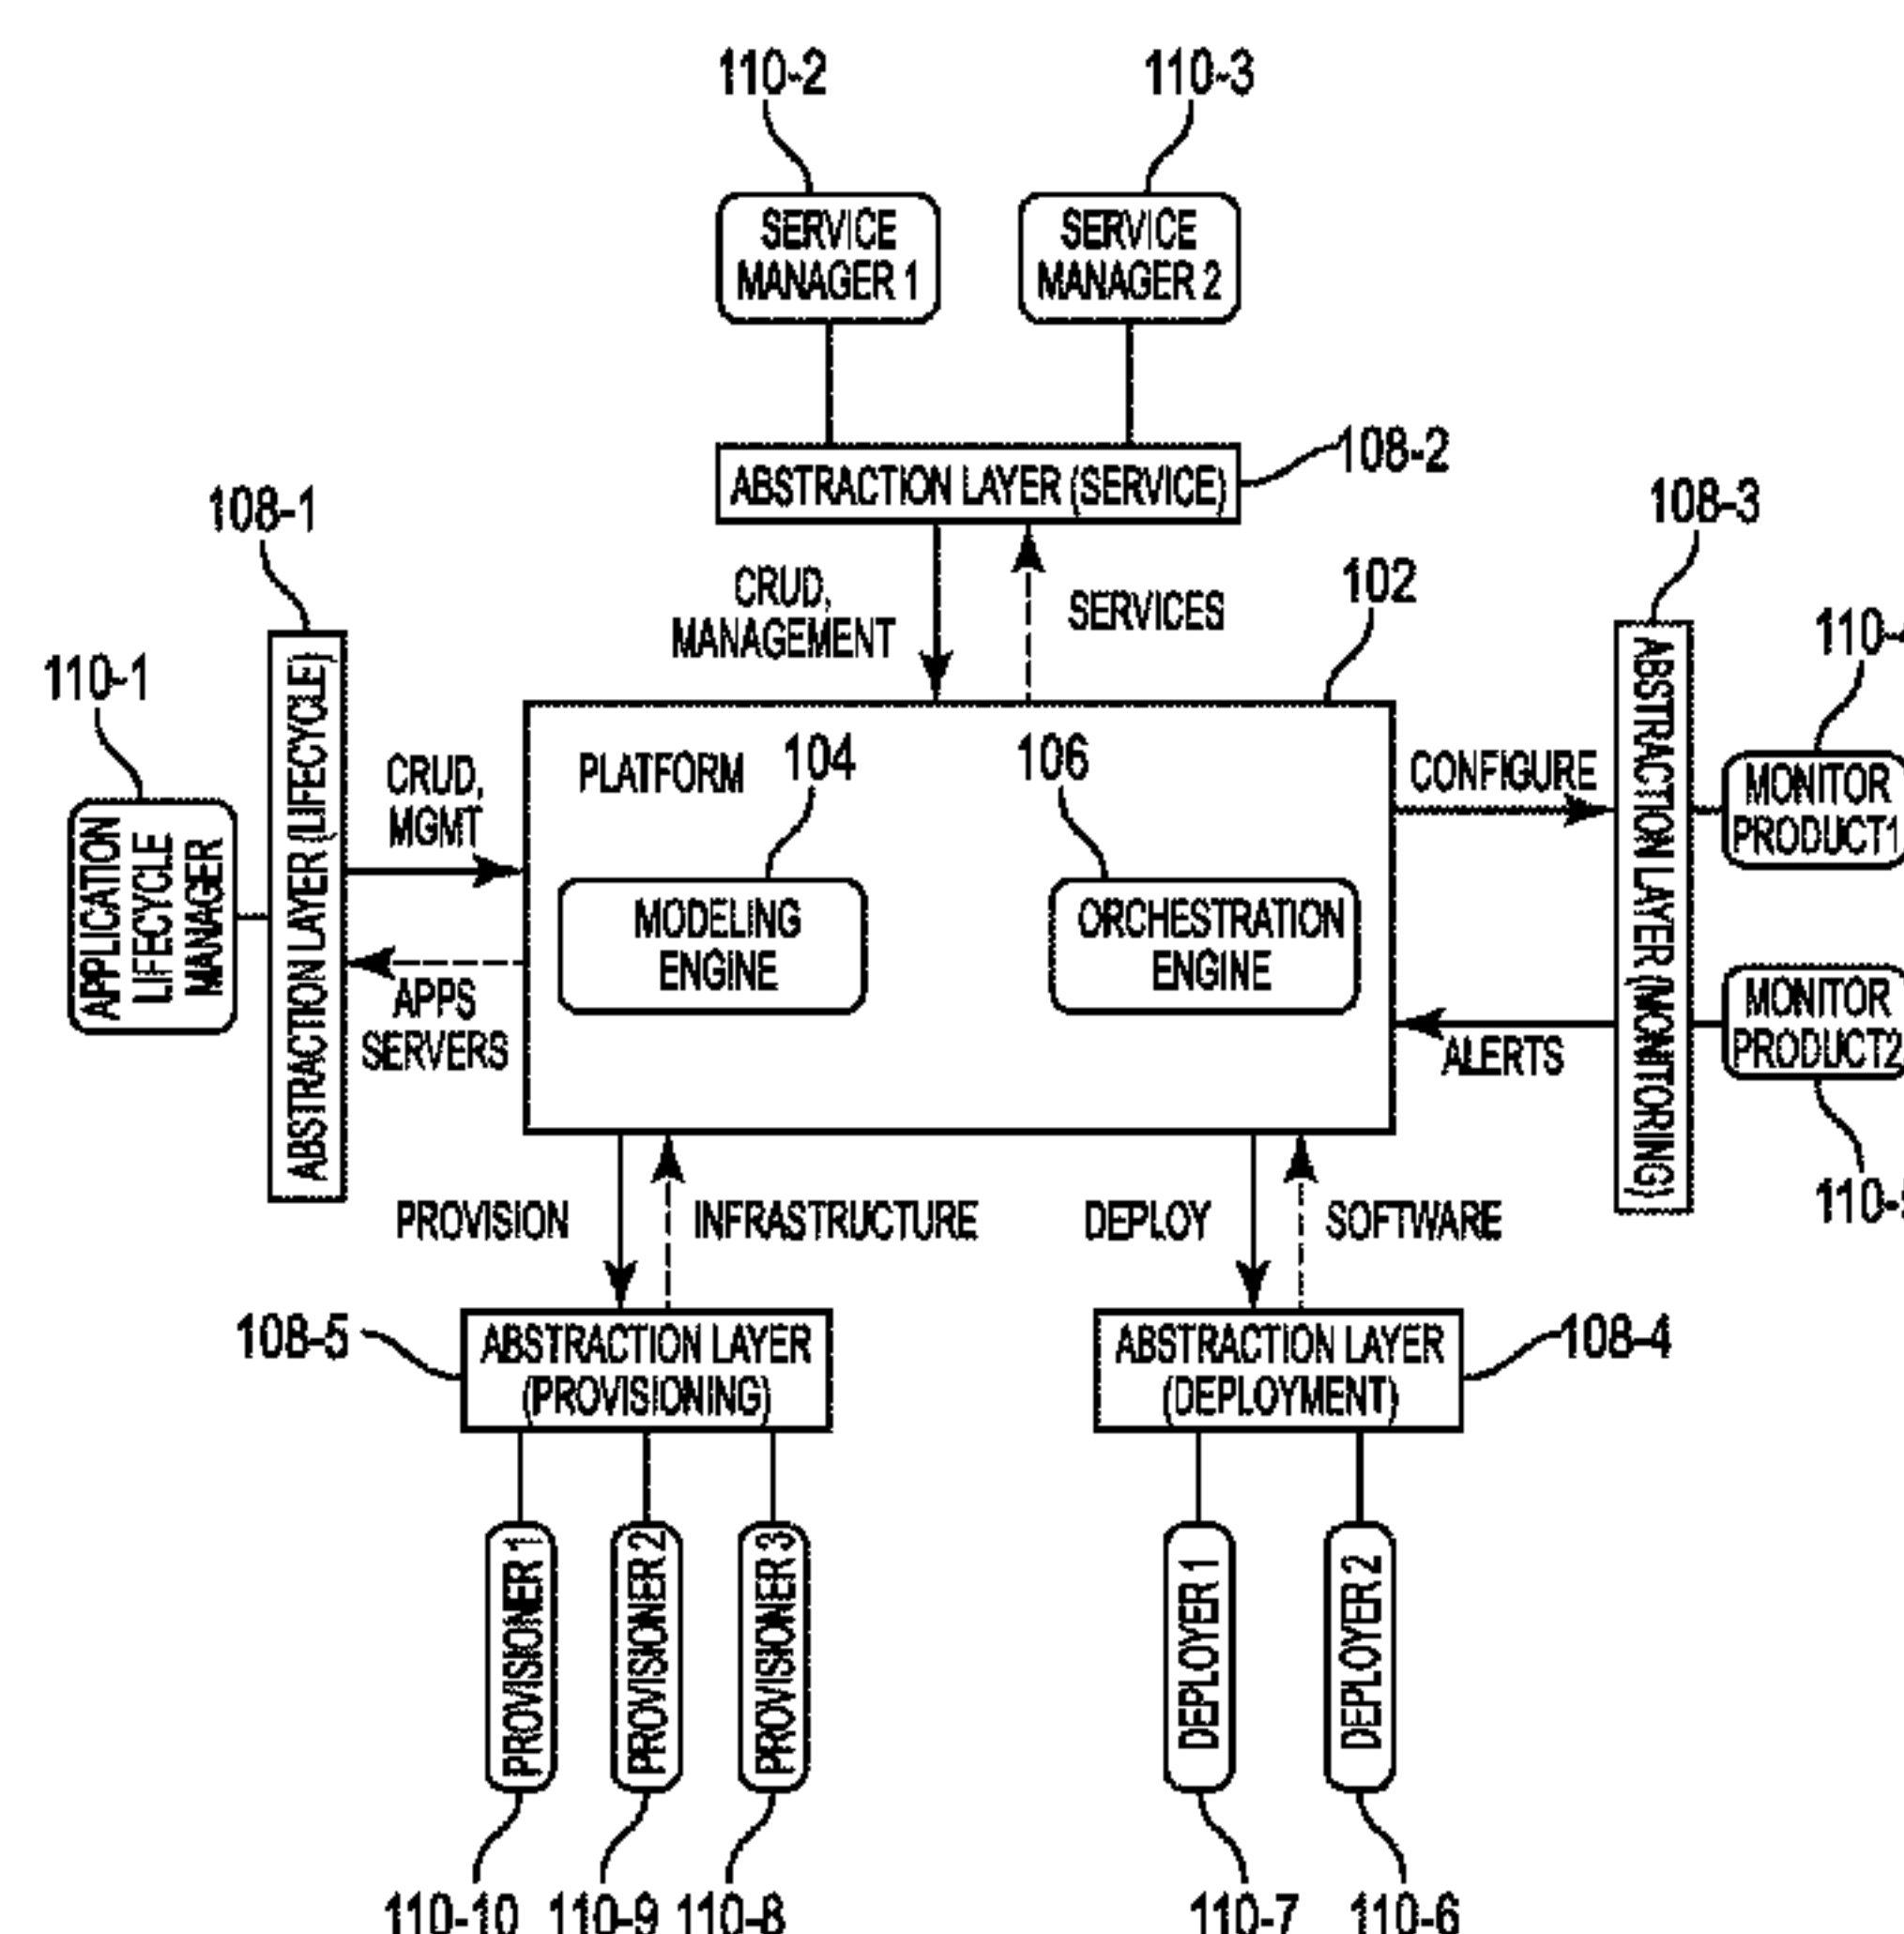 110-2
110-3
SERVICE
MANAGER 1
SERVICE
MANAGER 2
ABSTRACTION LAYER (SERVICE)
108-2
108-1
108-3
CRUD,
MANAGEMENT
SERVICES
102
110-1
APPLICATION
LIFECYCLE
MANAGER
ABSTRACTION LAYER (LIFECYCLE)
CRUD,
MGMT
APPS
SERVERS
PLATFORM
104
106
MODELING
ENGINE
ORCHESTRATION
ENGINE
CONFIGURE
ALERTS
ABSTRACTION LAYER (MONITORING)
MONITOR
PRODUCT1
MONITOR
PRODUCT2
PROVISION
INFRASTRUCTURE
DEPLOY
SOFTWARE
108-5
ABSTRACTION LAYER
(PROVISIONING)
ABSTRACTION LAYER
(DEPLOYMENT)
108-4
PROVISIONER 1
PROVISIONER 2
PROVISIONER 3
DEPLOYER 1
DEPLOYER 2
110-10
110-9
110-8
110-7
110-6